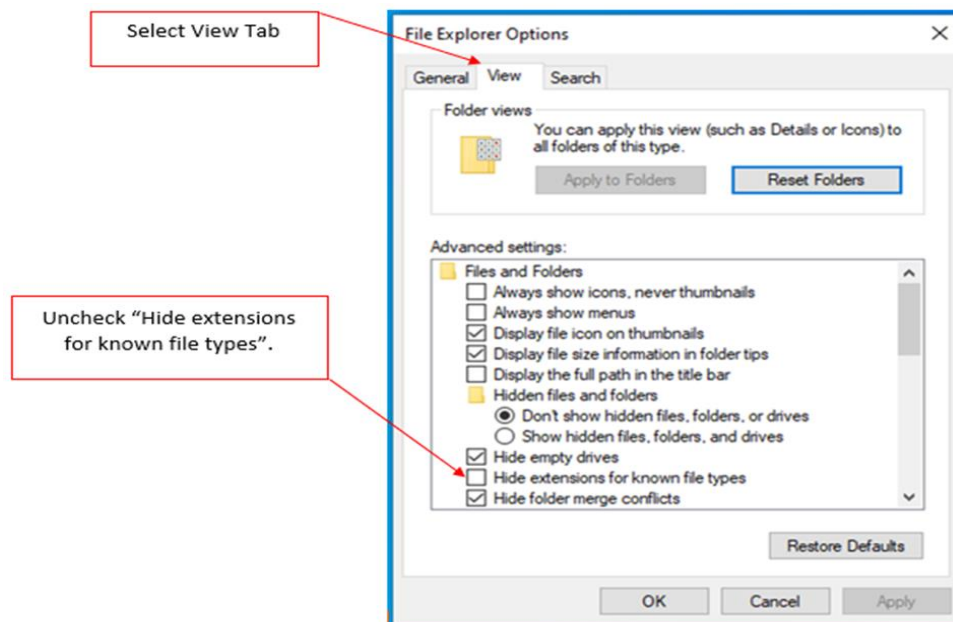 Select View Tab
File Explorer Options
General View Search
Folder views
You can apply this view (such as Details or Icons) to
all folders of this type.
Apply to Folders Reset Folders
Advanced settings:
Files and Folders
Always show icons, never thumbnails
Always show menus
Display file icon on thumbnails
Display file size information in folder tips
Display the full path in the title bar
Hidden files and folders
Don't show hidden files, folders, or drives
Show hidden files, folders, and drives
Hide empty drives
Hide extensions for known file types
Hide folder merge conflicts
Uncheck “Hide extensions
for known file types”.
Restore Defaults
OK Cancel Apply